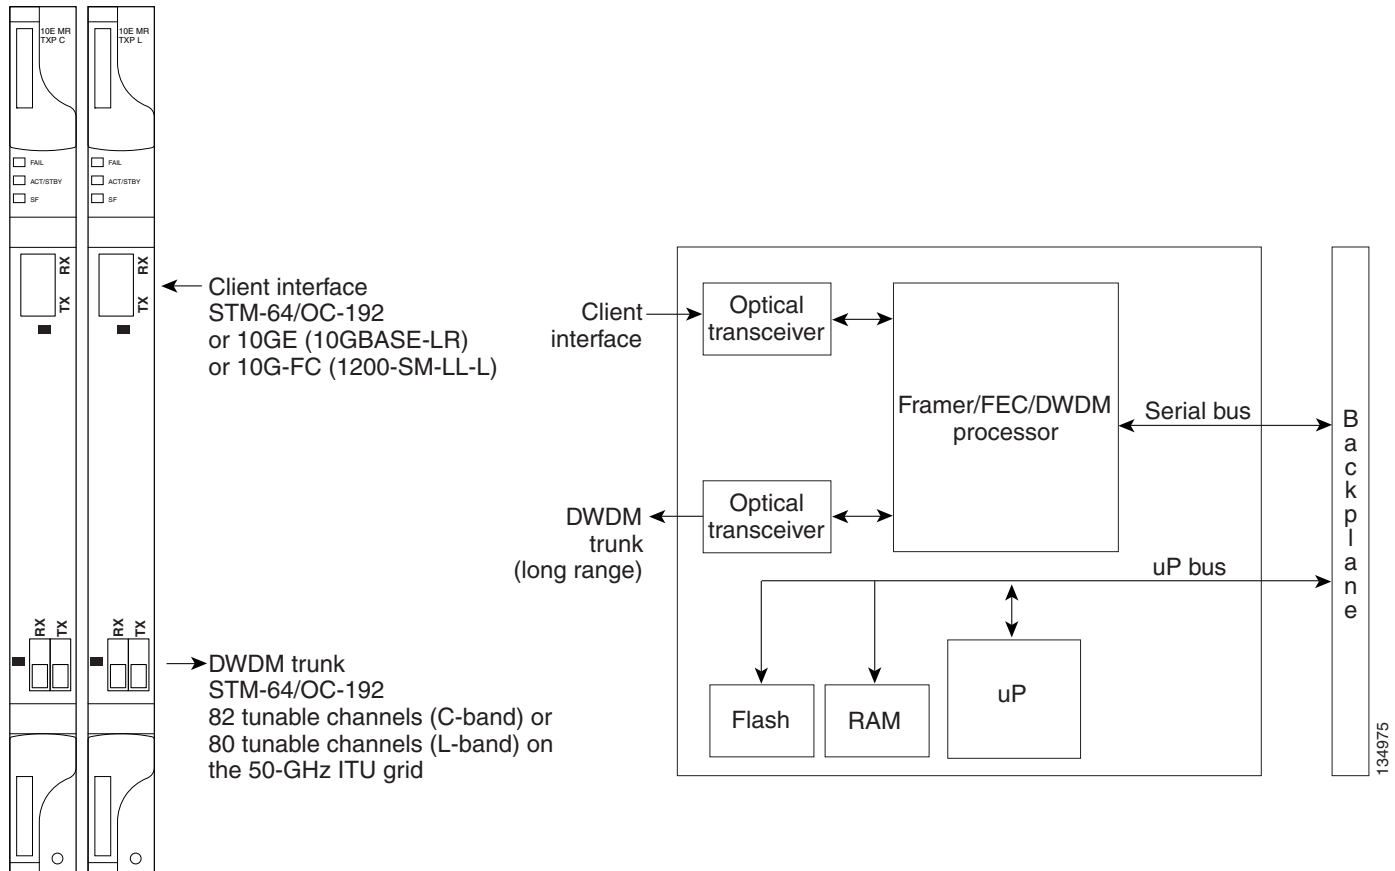 10E MR
TXP C
10E MR
TXP L
FAIL
ACT/STBY
SF
FAIL
ACT/STBY
SF
RX
TX
RX
TX
Client interface
STM-64/OC-192
or 10GE (10GBASE-LR)
or 10G-FC (1200-SM-LL-L)
RX
TX
RX
TX
DWDM trunk
STM-64/OC-192
82 tunable channels (C-band) or
80 tunable channels (L-band) on
the 50-GHz ITU grid
Client
interface
Optical
transceiver
Framer/FEC/DWDM
processor
Serial bus
DWDM
trunk
(long range)
Optical
transceiver
uP bus
Flash
RAM
uP
Backplane
134975